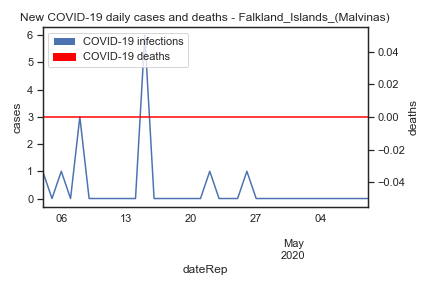 New COVID-19 daily cases and deaths - Falkland_Islands_(Malvinas)
COVID-19 infections
COVID-19 deaths
6
5
4
3
2
1
0
cases
0.04
0.02
0.00
−0.02
−0.04
deaths
06 13 20 27 04
May
2020
dateRep